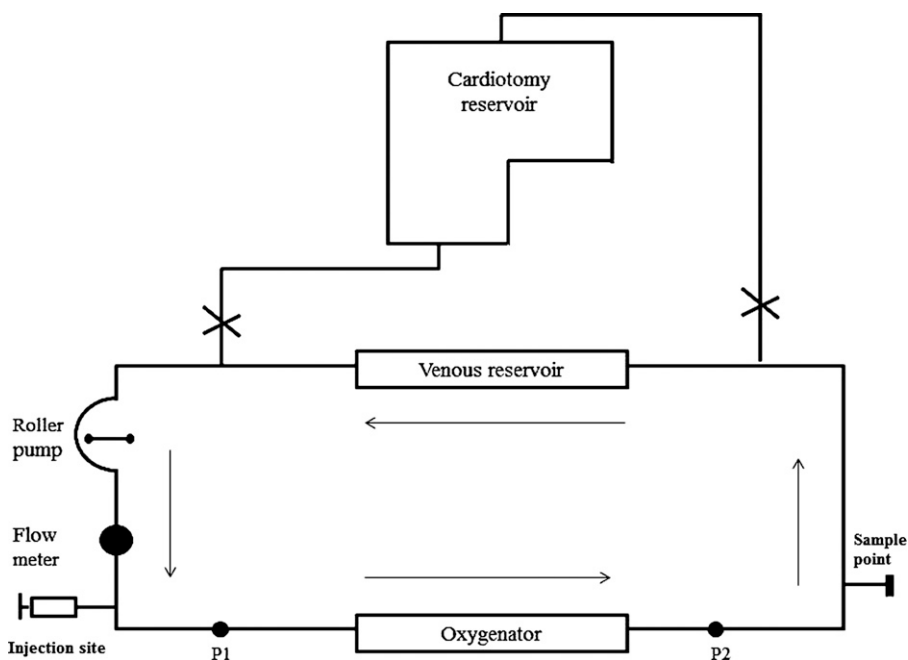 Cardiotomy
reservoir
Venous reservoir
Roller
pump
Flow
meter
Sample
point
Injection site
P1
Oxygenator
P2